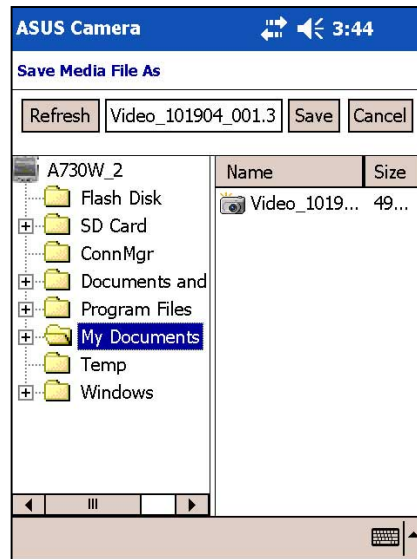 ASUS Camera 3:44
Save Media File As
Refresh Video_101904_001.3 Save Cancel
A730W_2
Flash Disk
SD Card
ConnMgr
Documents and
Program Files
My Documents
Temp
Windows
Name Size
Video_1019... 49...